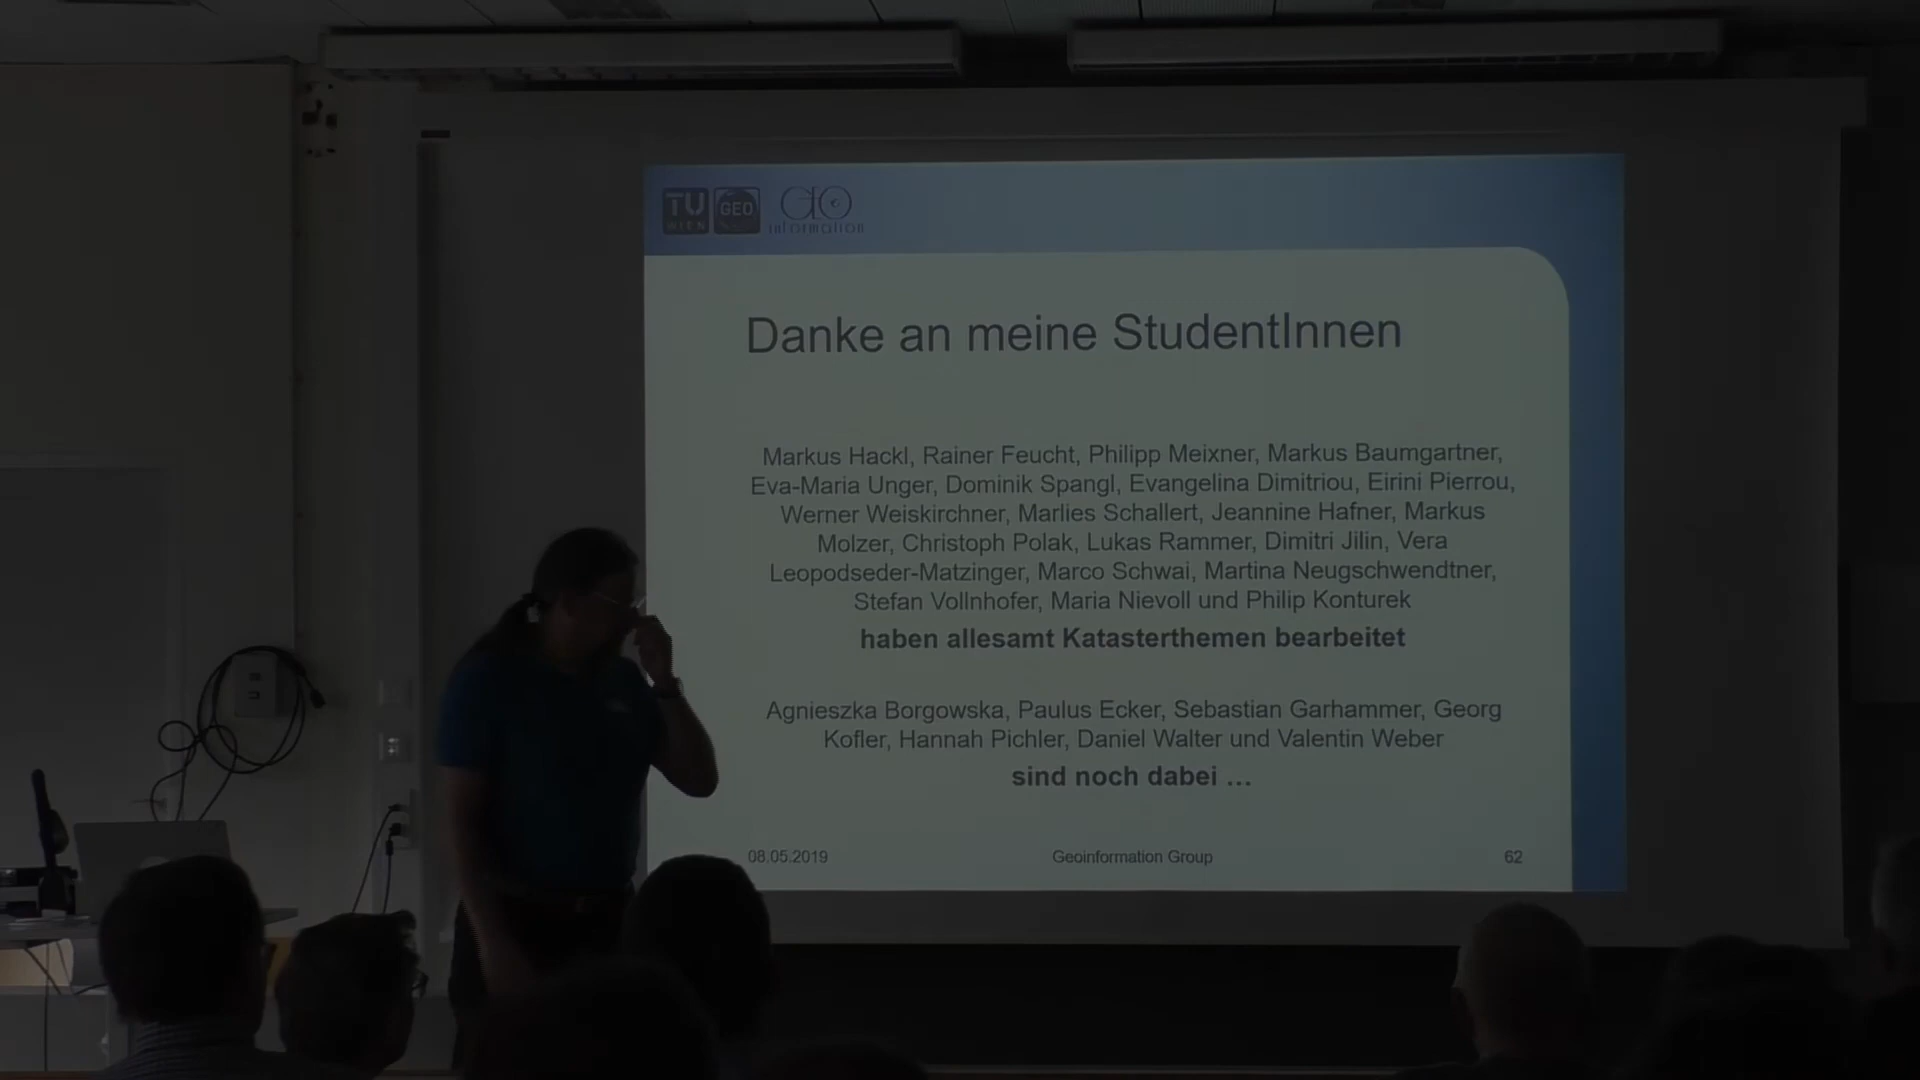 TU GEO GEO
WIEN information
Danke an meine StudentInnen
Markus Hackl, Rainer Feucht, Philipp Meixner, Markus Baumgartner,
Eva-Maria Unger, Dominik Spangl, Evangelina Dimitriou, Eirini Pierrou,
Werner Weiskirchner, Marlies Schallert, Jeannine Hafner, Markus
Molzer, Christoph Polak, Lukas Rammer, Dimitri Jilin, Vera
Leopodseder-Matzinger, Marco Schwai, Martina Neugschwendtner,
Stefan Vollnhofer, Maria Nievoll und Philip Konturek
haben allesamt Katasterthemen bearbeitet
Agnieszka Borgowska, Paulus Ecker, Sebastian Garhammer, Georg
Kofler, Hannah Pichler, Daniel Walter und Valentin Weber
sind noch dabei …
08.05.2019 Geoinformation Group 62